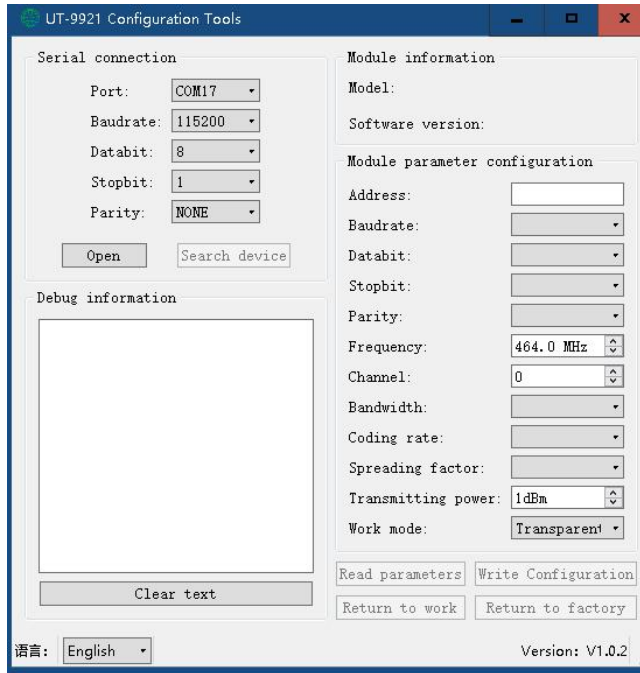 UT-9921 Configuration Tools
Serial connection
Port: COM17
Baudrate: 115200
Databit: 8
Stopbit: 1
Parity: NONE
Open Search device
Debug information
Clear text
Module information
Model:
Software version:
Module parameter configuration
Address:
Baudrate:
Databit:
Stopbit:
Parity:
Frequency: 464.0 MHz
Channel: 0
Bandwidth:
Coding rate:
Spreading factor:
Transmitting power: 1dBm
Work mode: Transparent
Read parameters Write Configuration
Return to work Return to factory
语言: English Version: V1.0.2